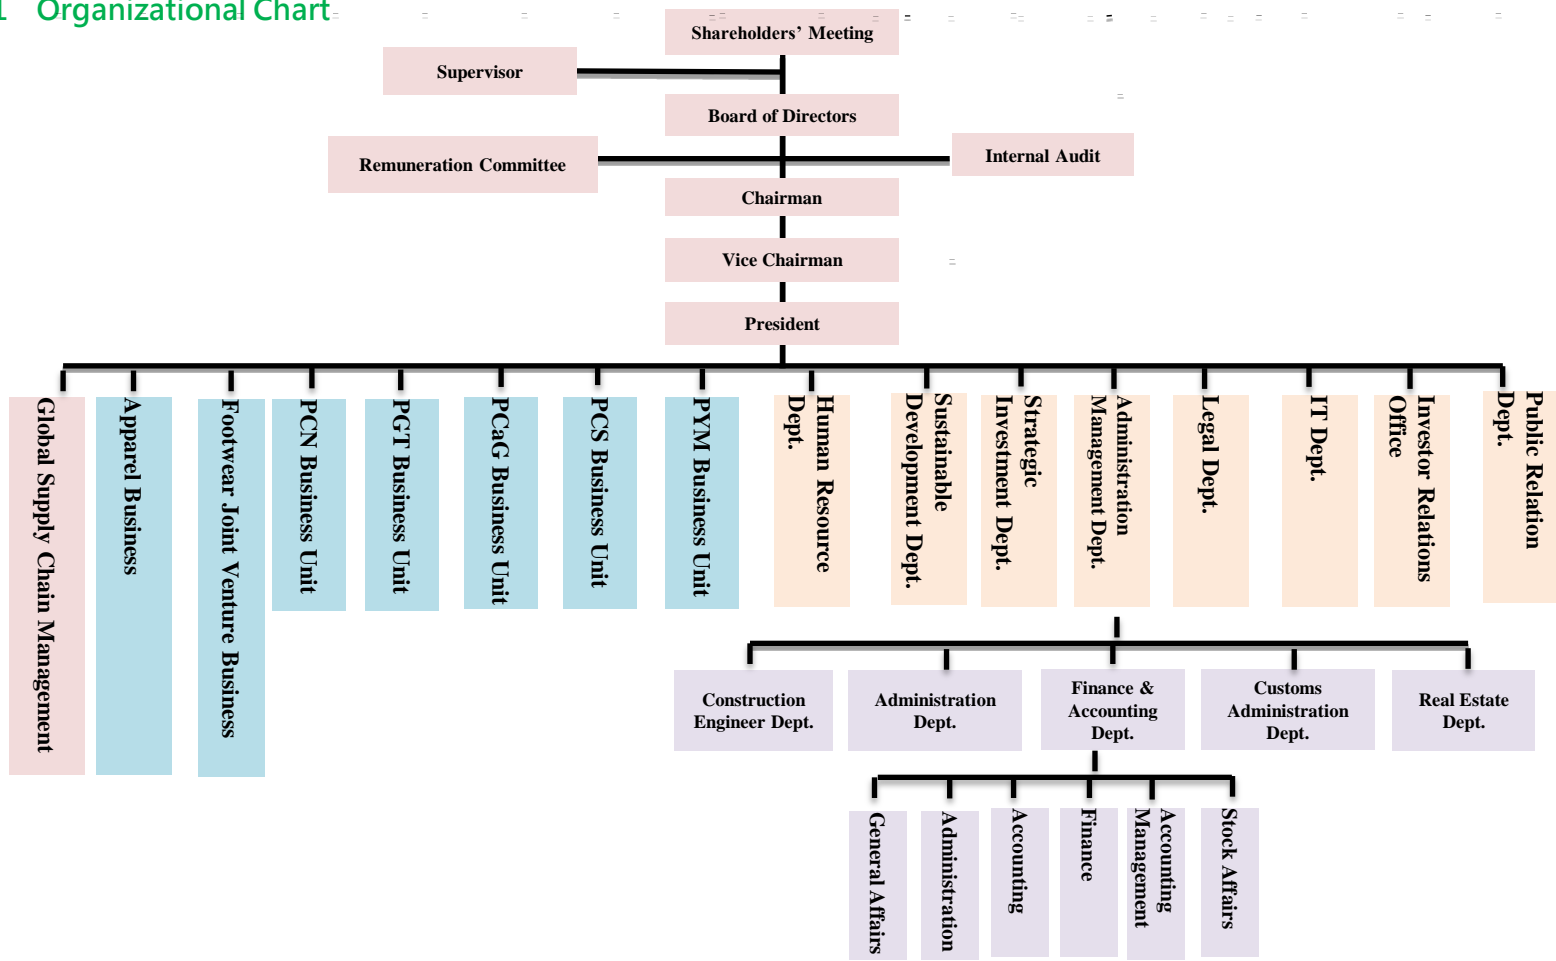 1 Organizational Chart
Shareholders’ Meeting
Supervisor
Board of Directors
Remuneration Committee
Internal Audit
Chairman
Vice Chairman
President
Global Supply Chain Management
Apparel Business
Footwear Joint Venture Business
PCN Business Unit
PGT Business Unit
PCaG Business Unit
PCS Business Unit
PYM Business Unit
Human Resource
Dept.
Sustainable
Development Dept.
Strategic
Investment Dept.
Administration
Management Dept.
Legal Dept.
IT Dept.
Investor Relations
Office
Public Relation
Dept.
Construction
Engineer Dept.
Administration
Dept.
Finance &
Accounting
Dept.
Customs
Administration
Dept.
Real Estate
Dept.
General Affairs
Administration
Accounting
Finance
Accounting
Management
Stock Affairs